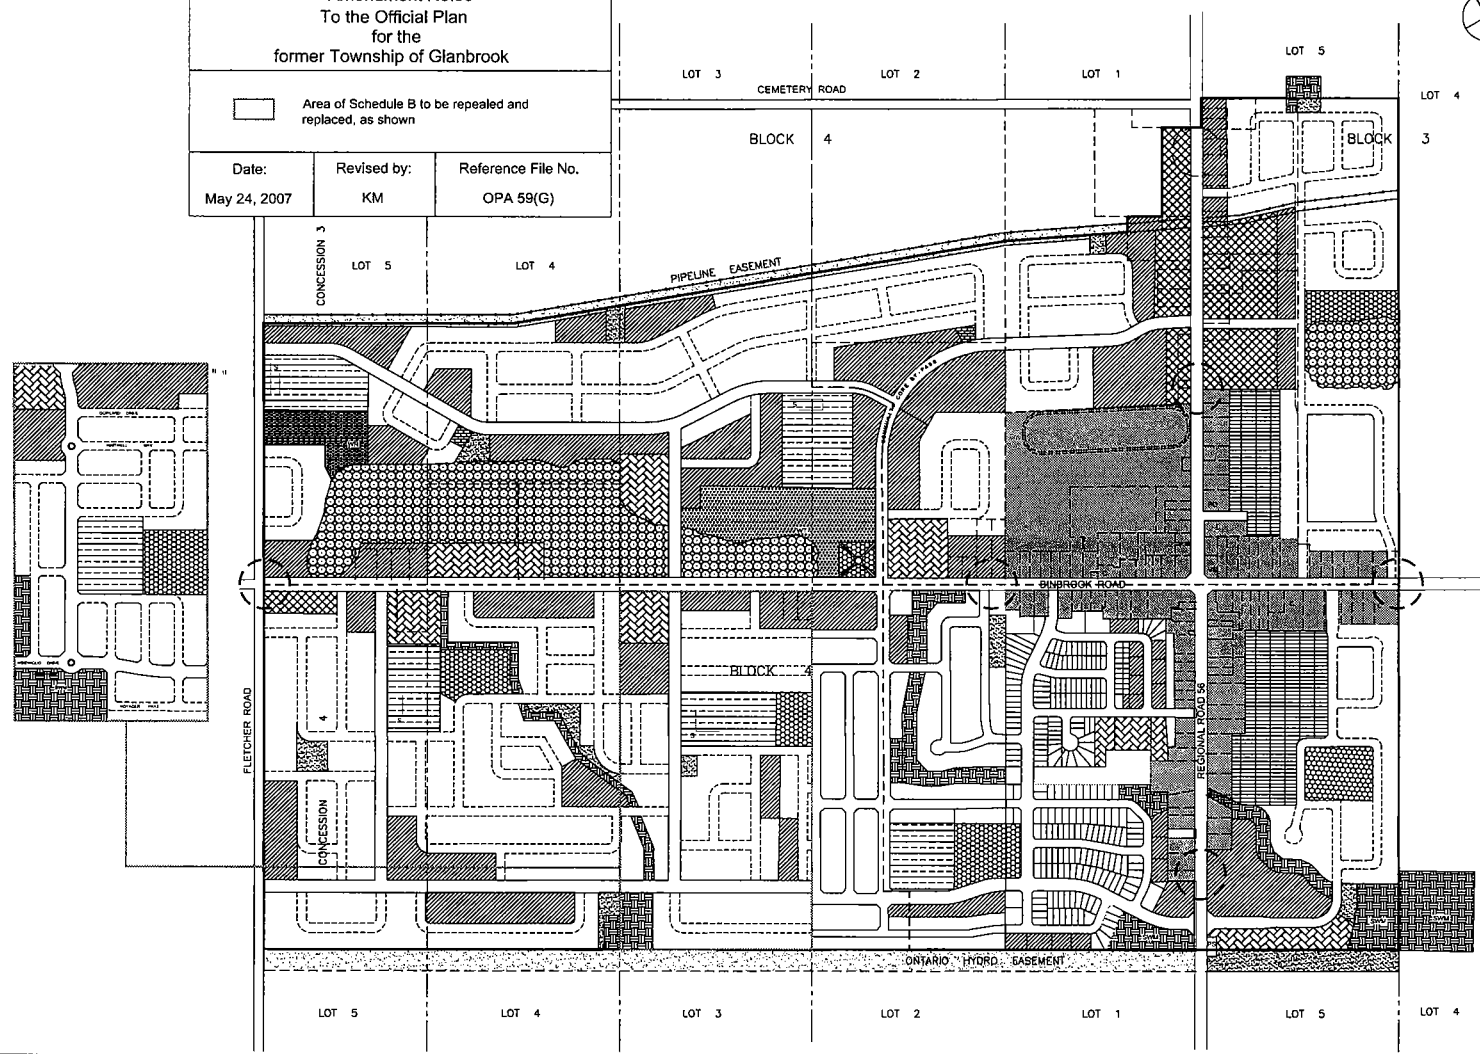 To the Official Plan
for the
former Township of Glanbrook
Area of Schedule B to be repealed and
replaced, as shown
Date:
May 24, 2007
Revised by:
KM
Reference File No.
OPA 59(G)
LOT 5
LOT 3
LOT 2
LOT 1
LOT 4
CEMETERY ROAD
BLOCK 4
BLOCK 3
CONCESSION 3
LOT 5
LOT 4
PIPELINE EASEMENT
BINBROOK ROAD
FLETCHER ROAD
CONCESSION 4
BLOCK 4
REGIONAL ROAD 56
SWM
SWM
SWM
ONTARIO HYDRO EASEMENT
LOT 5
LOT 4
LOT 3
LOT 2
LOT 1
LOT 5
LOT 4